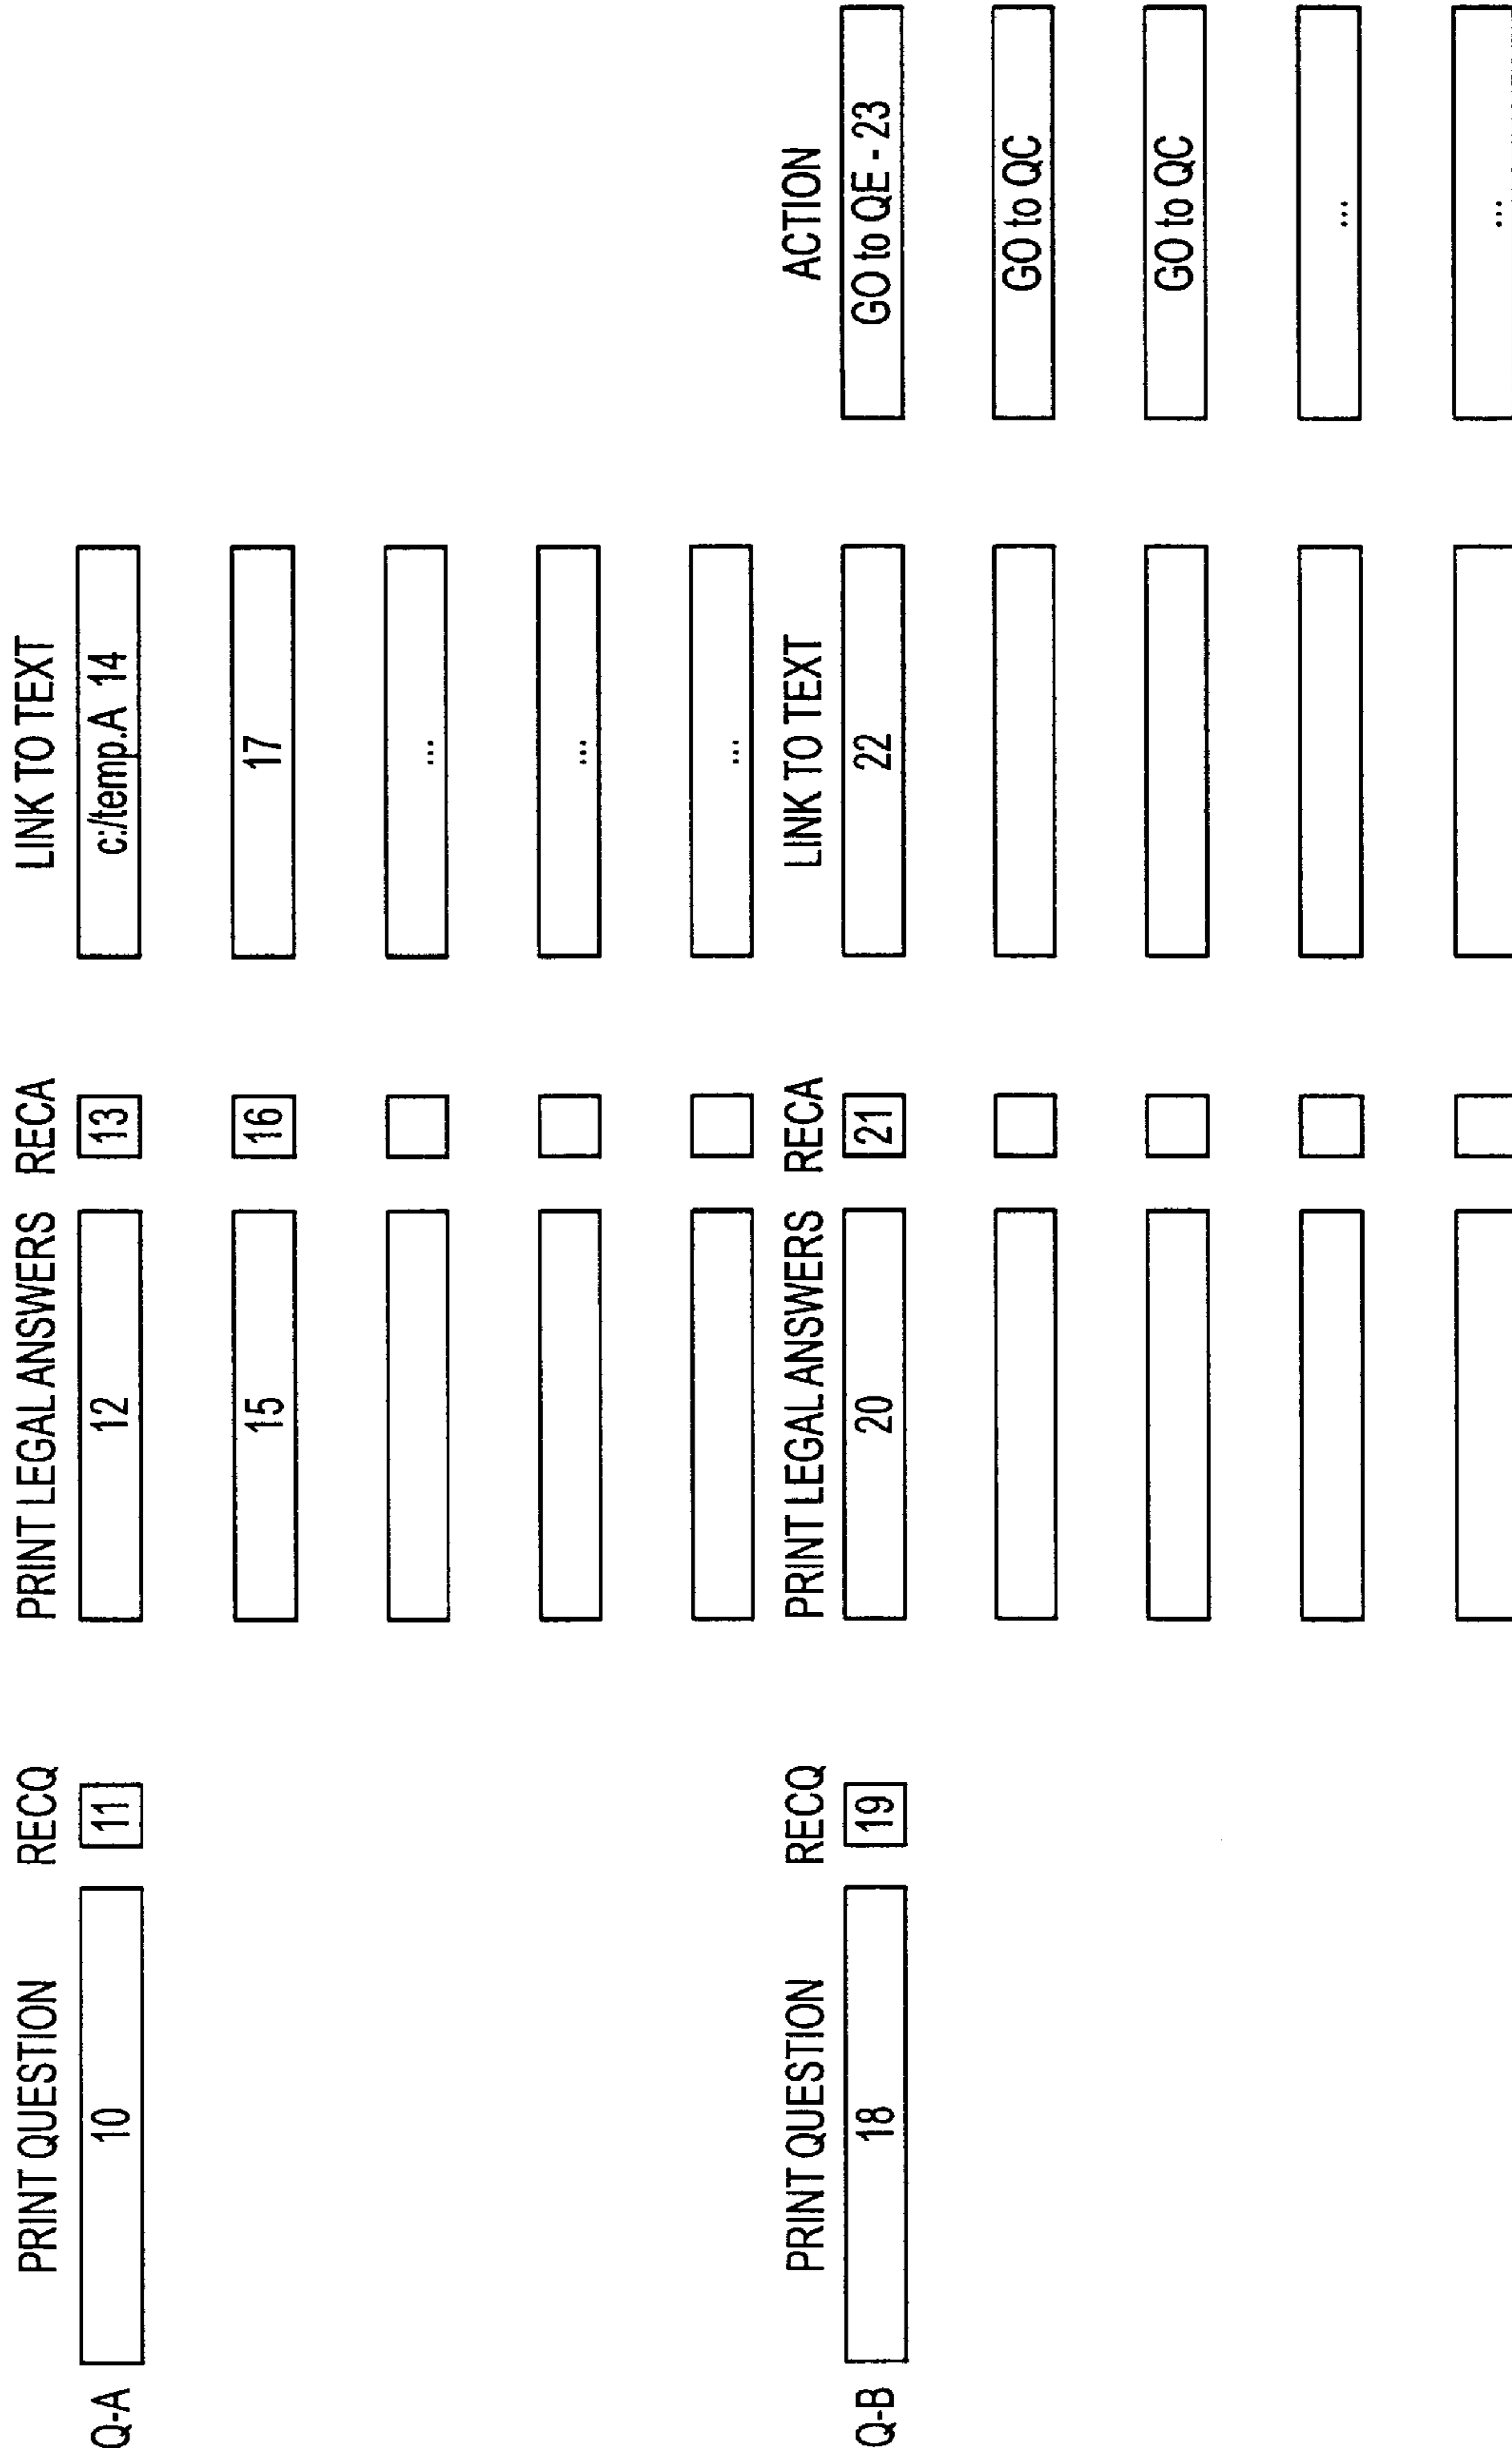 PRINT QUESTION RECQ PRINT LEGAL ANSWERS RECA LINK TO TEXT
Q-A 10 11 12 13 c:/temp.A 14
15 16 17
...
...
...
PRINT QUESTION RECQ PRINT LEGAL ANSWERS RECA LINK TO TEXT ACTION
Q-B 18 19 20 21 22 GO to QE - 23
GO to QC
GO to QC
...
...